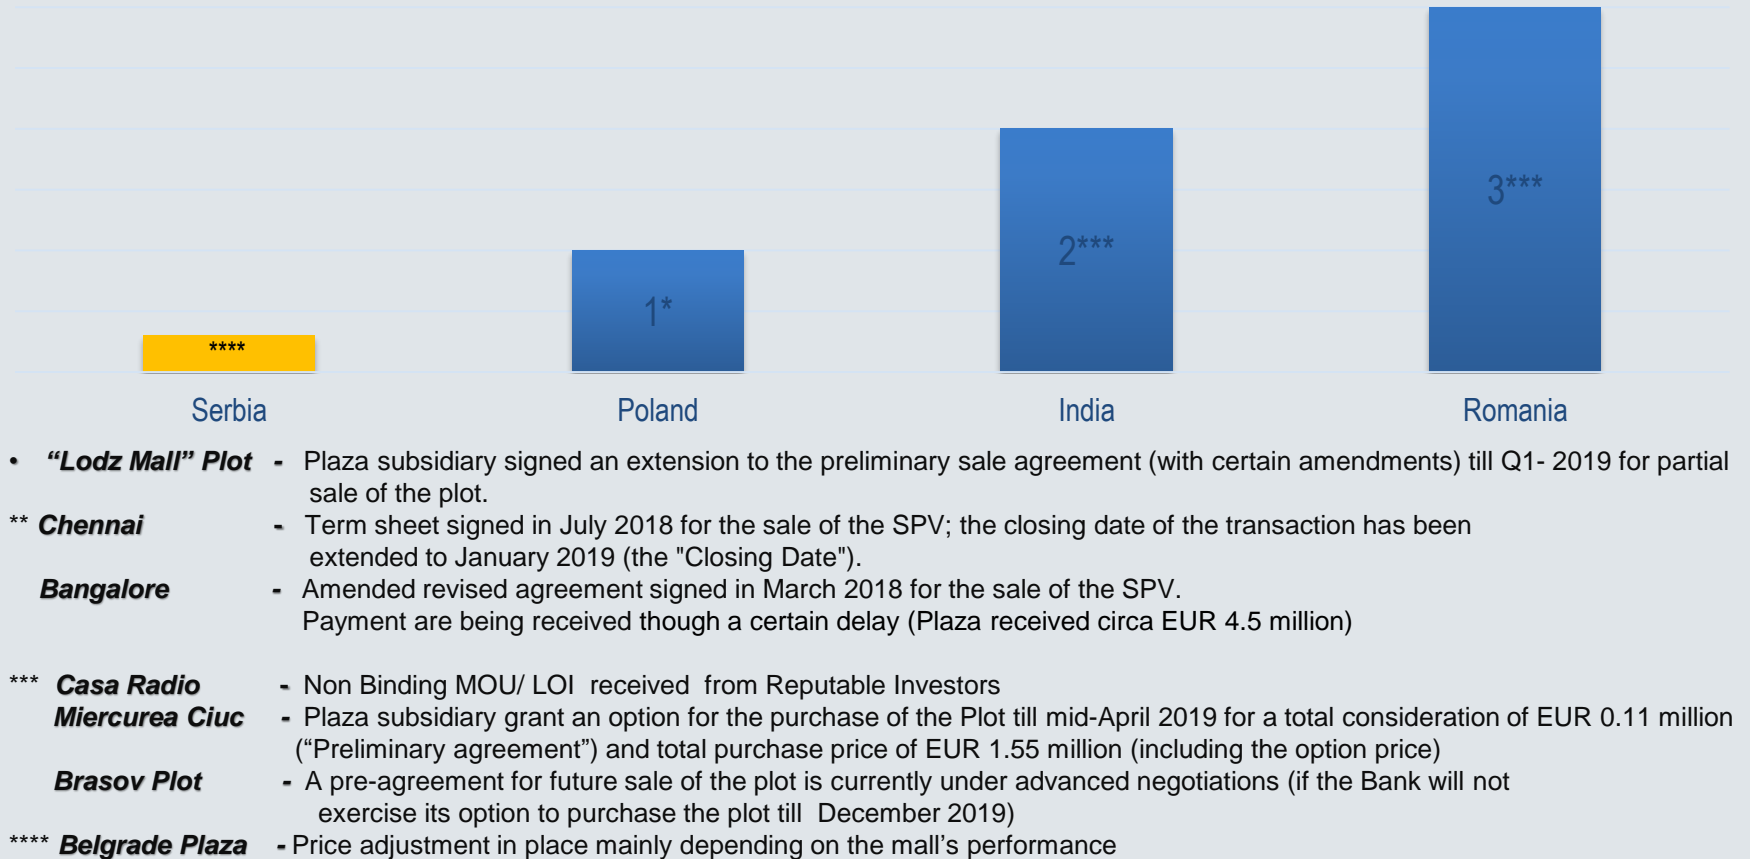 3***
2***
1*
****
Serbia Poland India Romania
• “Lodz Mall” Plot - Plaza subsidiary signed an extension to the preliminary sale agreement (with certain amendments) till Q1- 2019 for partial
sale of the plot.
** Chennai - Term sheet signed in July 2018 for the sale of the SPV; the closing date of the transaction has been
extended to January 2019 (the "Closing Date").
Bangalore - Amended revised agreement signed in March 2018 for the sale of the SPV.
Payment are being received though a certain delay (Plaza received circa EUR 4.5 million)
*** Casa Radio - Non Binding MOU/ LOI received from Reputable Investors
Miercurea Ciuc - Plaza subsidiary grant an option for the purchase of the Plot till mid-April 2019 for a total consideration of EUR 0.11 million
(“Preliminary agreement”) and total purchase price of EUR 1.55 million (including the option price)
Brasov Plot - A pre-agreement for future sale of the plot is currently under advanced negotiations (if the Bank will not
exercise its option to purchase the plot till December 2019)
**** Belgrade Plaza - Price adjustment in place mainly depending on the mall’s performance